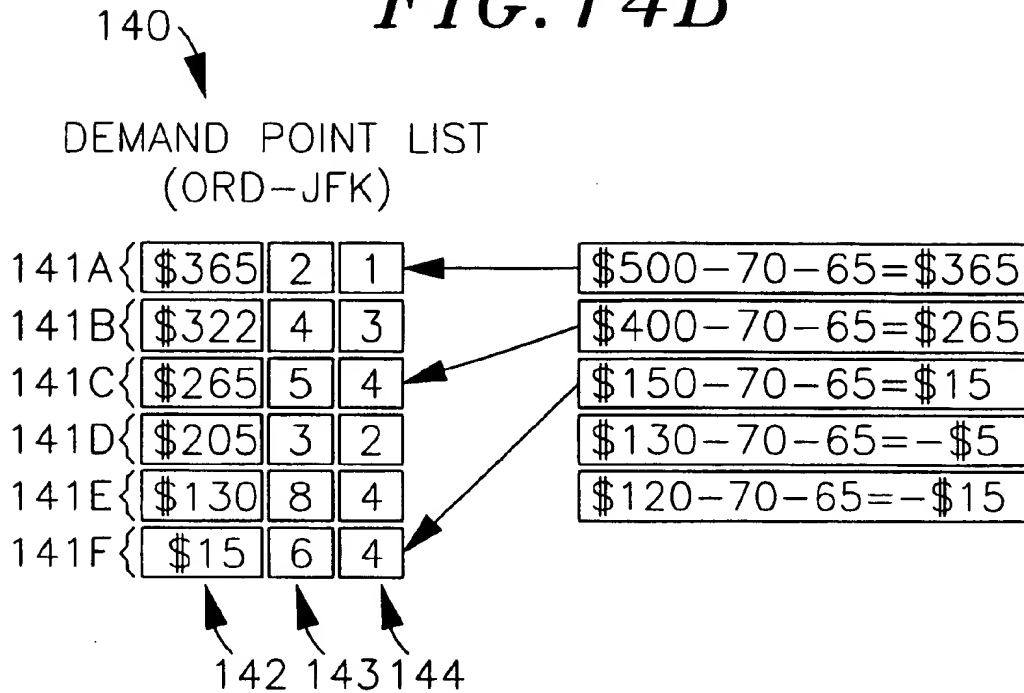 FIG. 14B
140
DEMAND POINT LIST
(ORD-JFK)
141A{ $365 2 1 $500-70-65=$365
141B{ $322 4 3 $400-70-65=$265
141C{ $265 5 4 $150-70-65=$15
141D{ $205 3 2 $130-70-65=-$5
141E{ $130 8 4 $120-70-65=-$15
141F{ $15 6 4
142 143 144